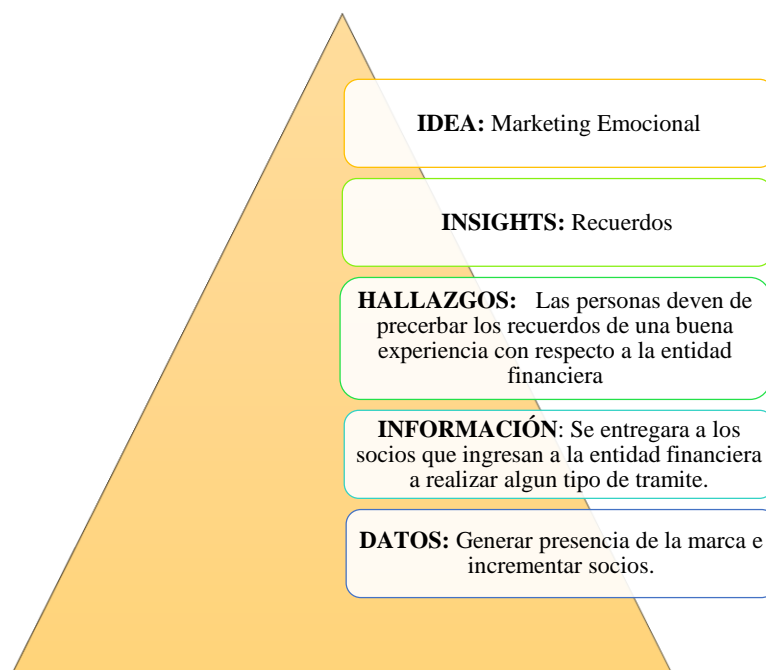 IDEA: Marketing Emocional
INSIGHTS: Recuerdos
HALLAZGOS: Las personas deven de
precerbar los recuerdos de una buena
experiencia con respecto a la entidad
financiera
INFORMACIÓN: Se entregara a los
socios que ingresan a la entidad financiera
a realizar algun tipo de tramite.
DATOS: Generar presencia de la marca e
incrementar socios.